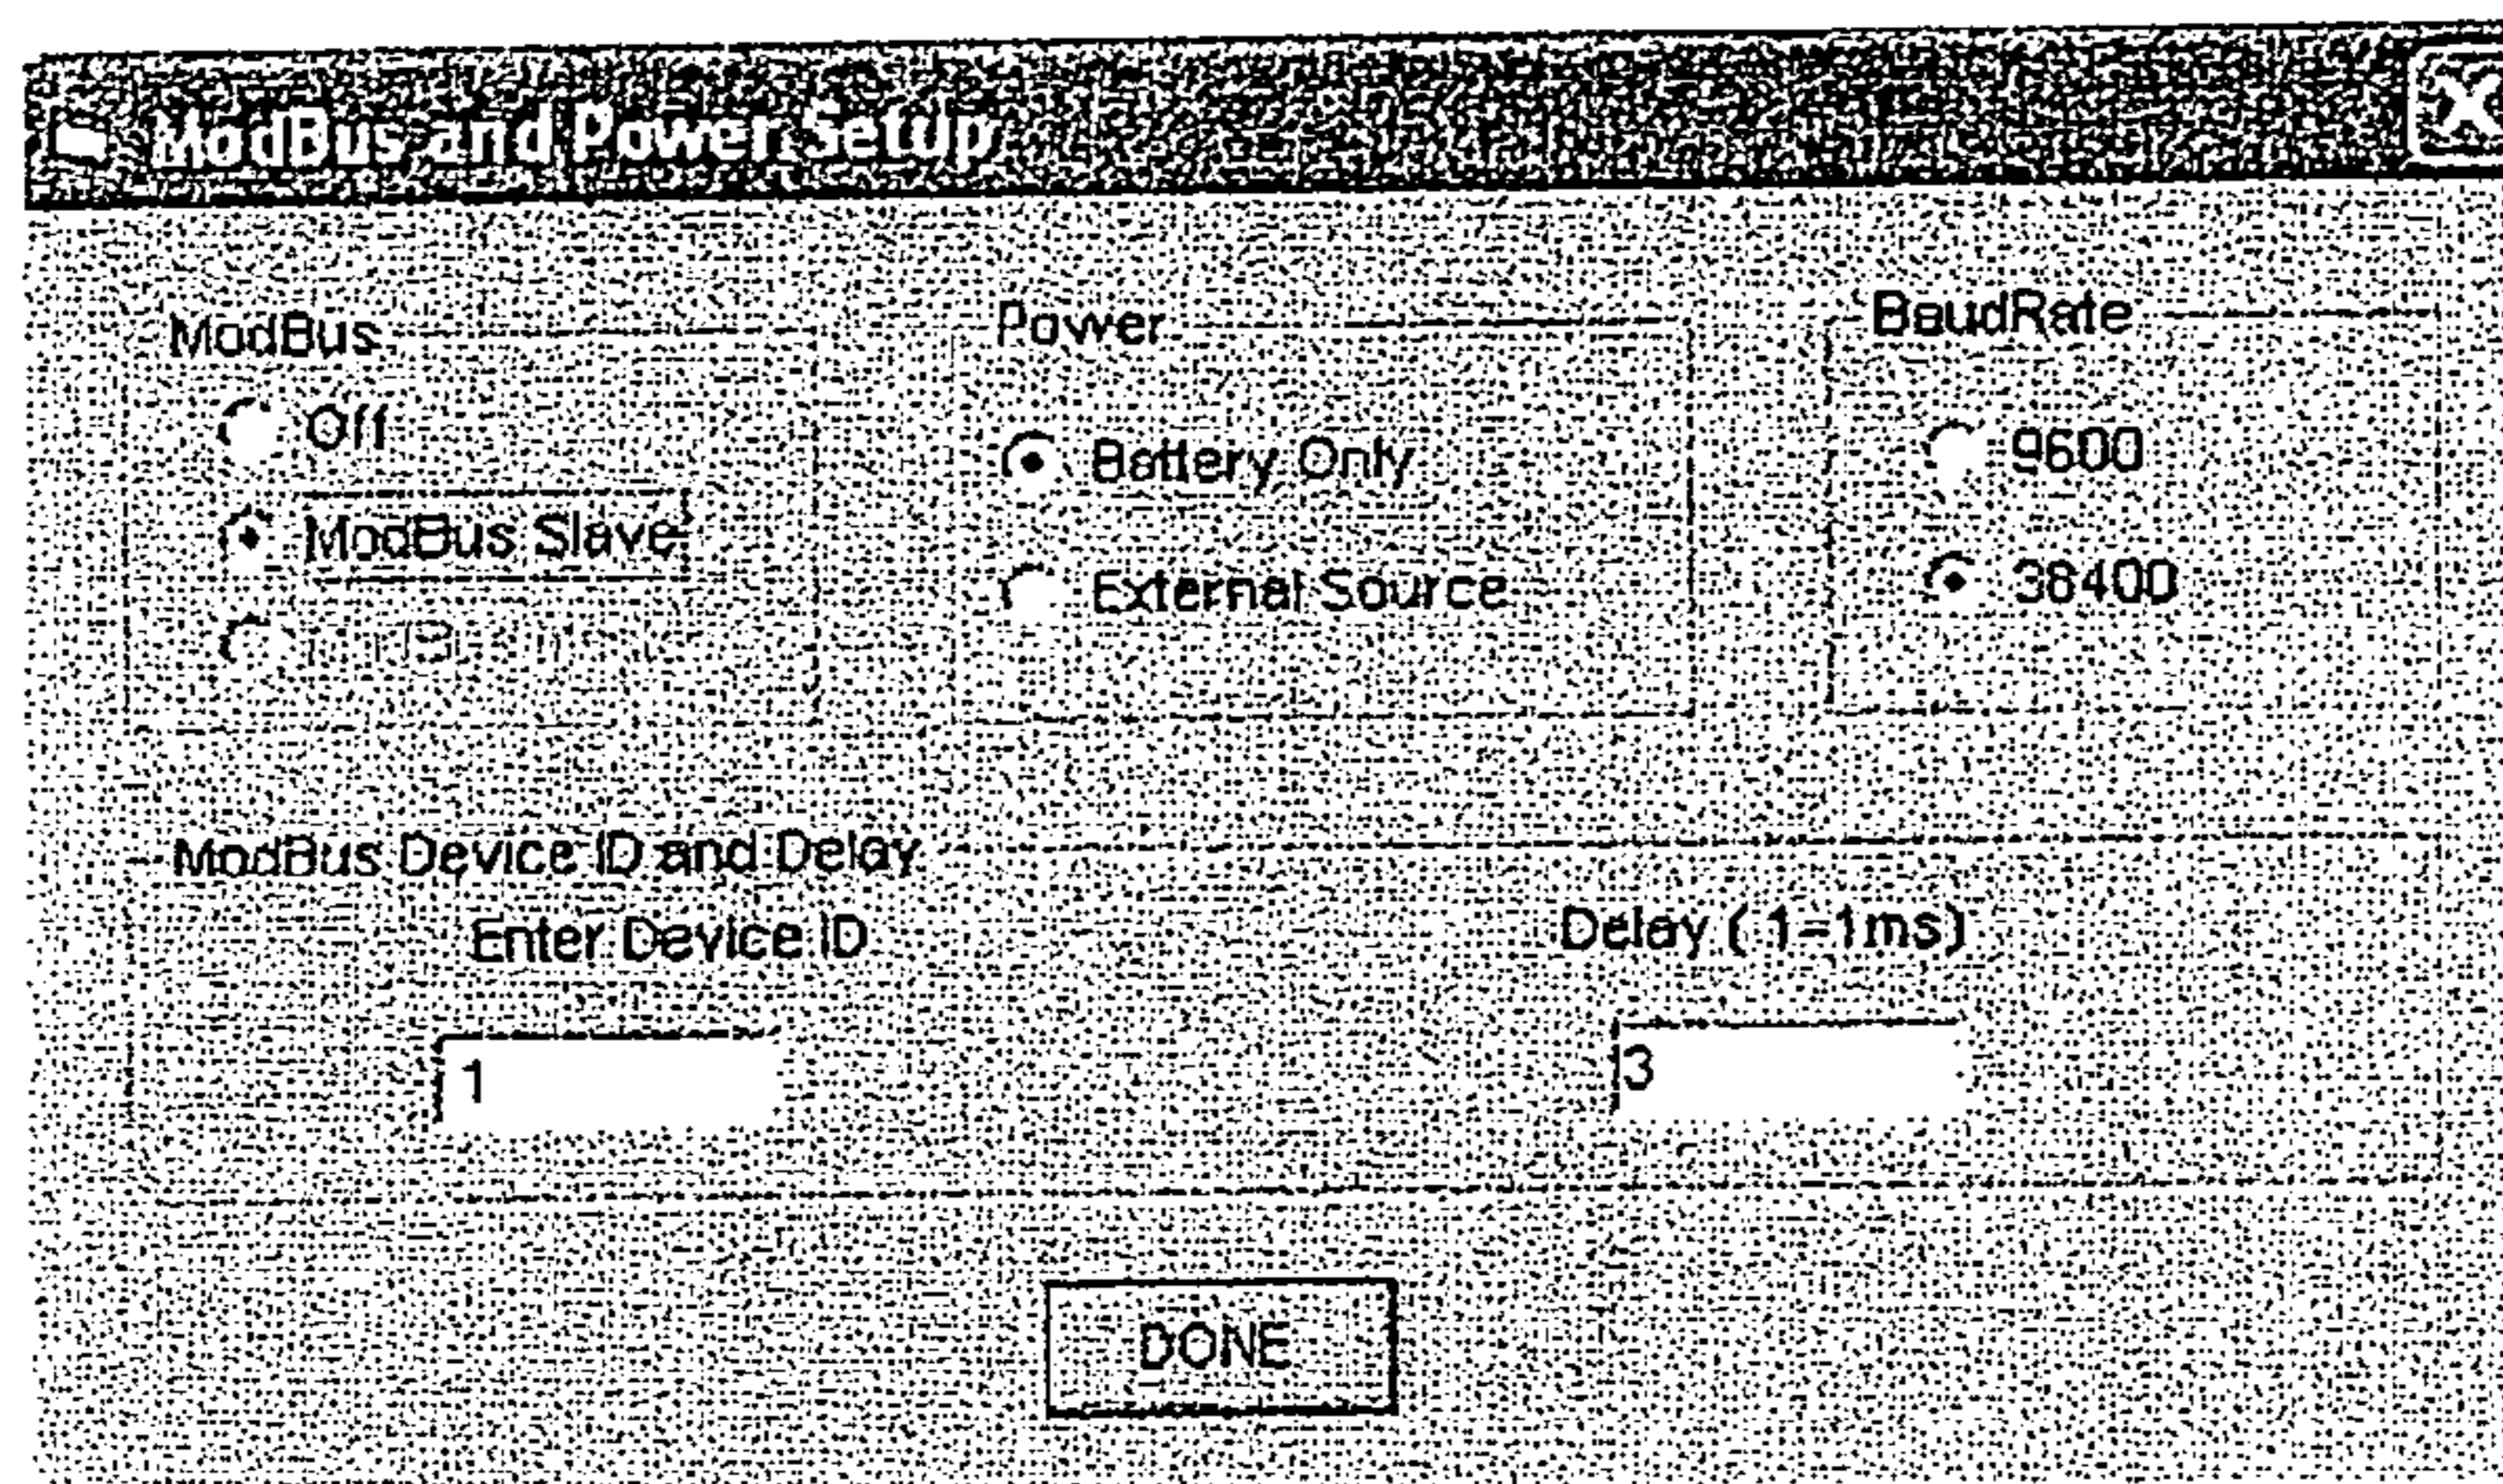 ModBus and Power Setup
ModBus
Off
ModBus Slave
Power
Battery Only
External Source
BaudRate
9600
38400
ModBus Device ID and Delay
Enter Device ID
1
Delay ( 1=1ms)
3
DONE